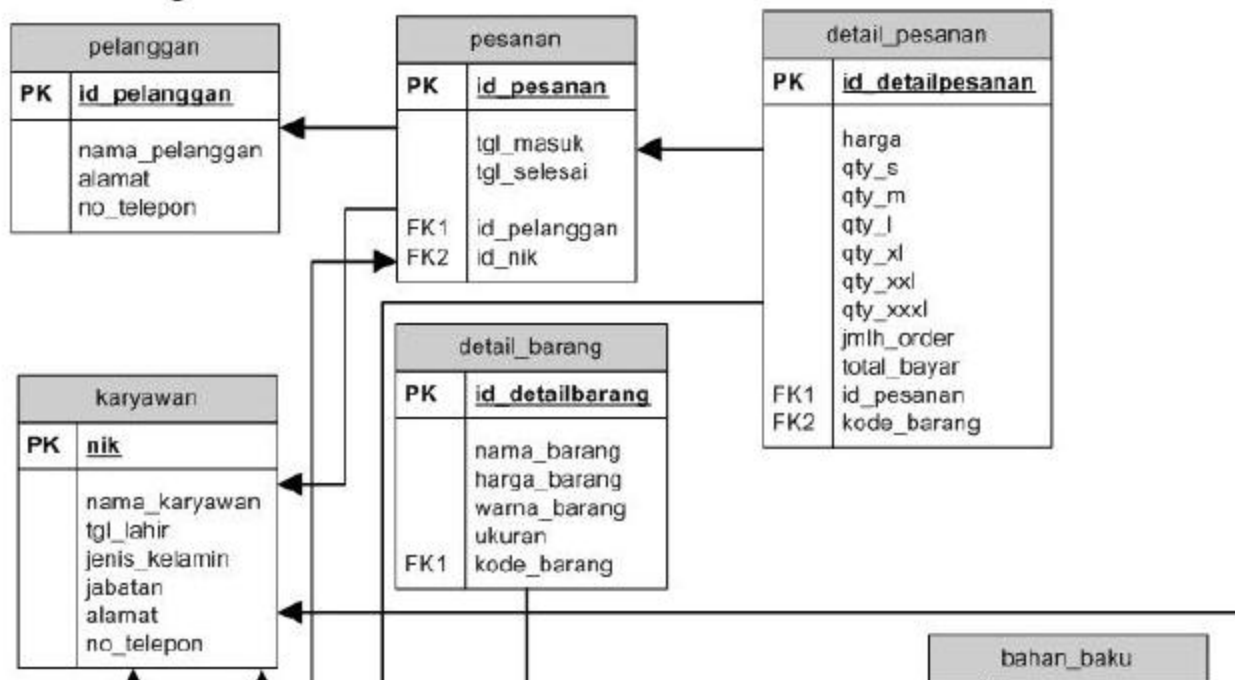 pelanggan
PK id_pelanggan
nama_pelanggan
alamat
no_telepon
pesanan
PK id_pesanan
tgl_masuk
tgl_selesai
FK1 id_pelanggan
FK2 id_nik
detail_pesanan
PK id_detailpesanan
harga
qty_s
qty_m
qty_l
qty_xl
qty_xxl
qty_xxxl
jmlh_order
total_bayar
FK1 id_pesanan
FK2 kode_barang
detail_barang
PK id_detailbarang
nama_barang
harga_barang
warna_barang
ukuran
FK1 kode_barang
karyawan
PK nik
nama_karyawan
tgl_lahir
jenis_kelamin
jabatan
alamat
no_telepon
bahan_baku